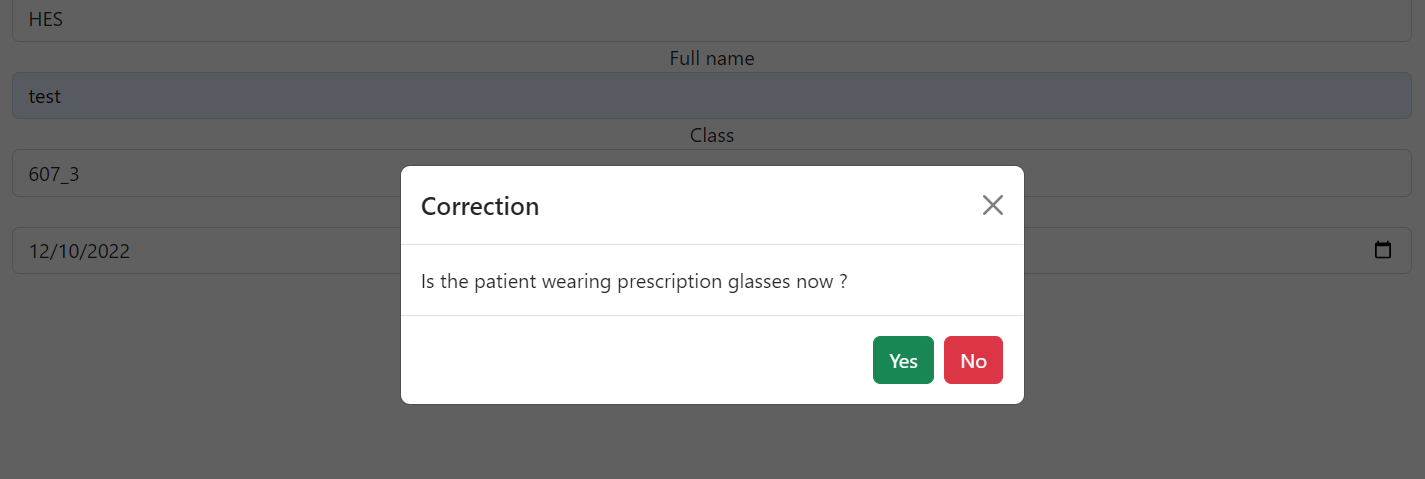 HES
Full name
test
Class
607_3
Correction
12/10/2022
Is the patient wearing prescription glasses now ?
Yes No